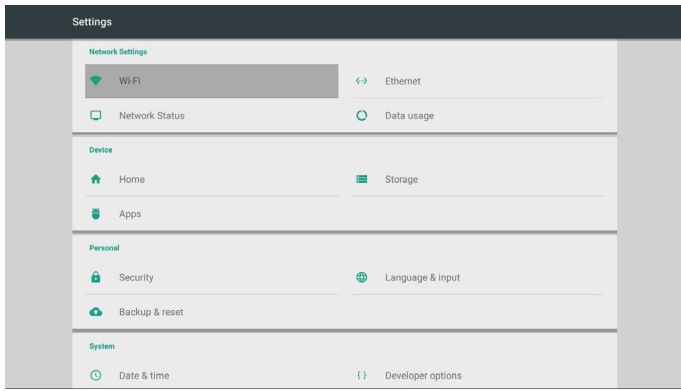 Settings
Network Settings
Wi-Fi
Ethernet
Network Status
Data usage
Device
Home
Storage
Apps
Personal
Security
Language & input
Backup & reset
System
Date & time
Developer options